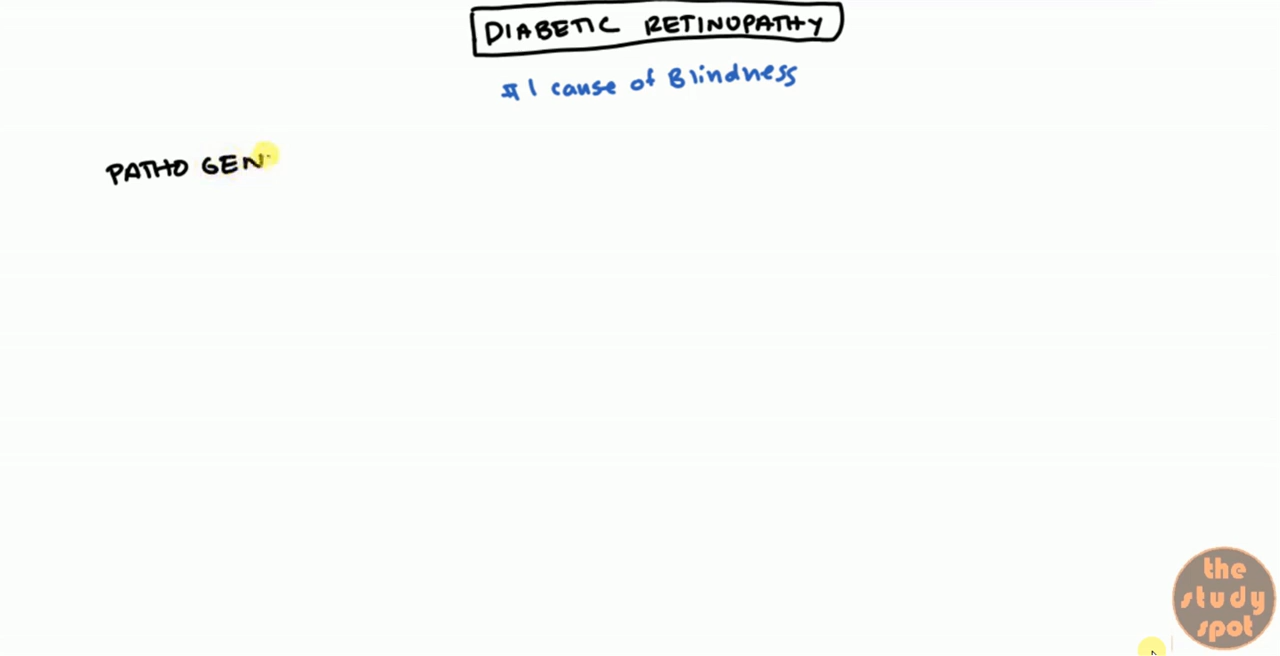 DIABETIC RETINOPATHY
#1 cause of Blindness
PATHO GEN
the
study
spot